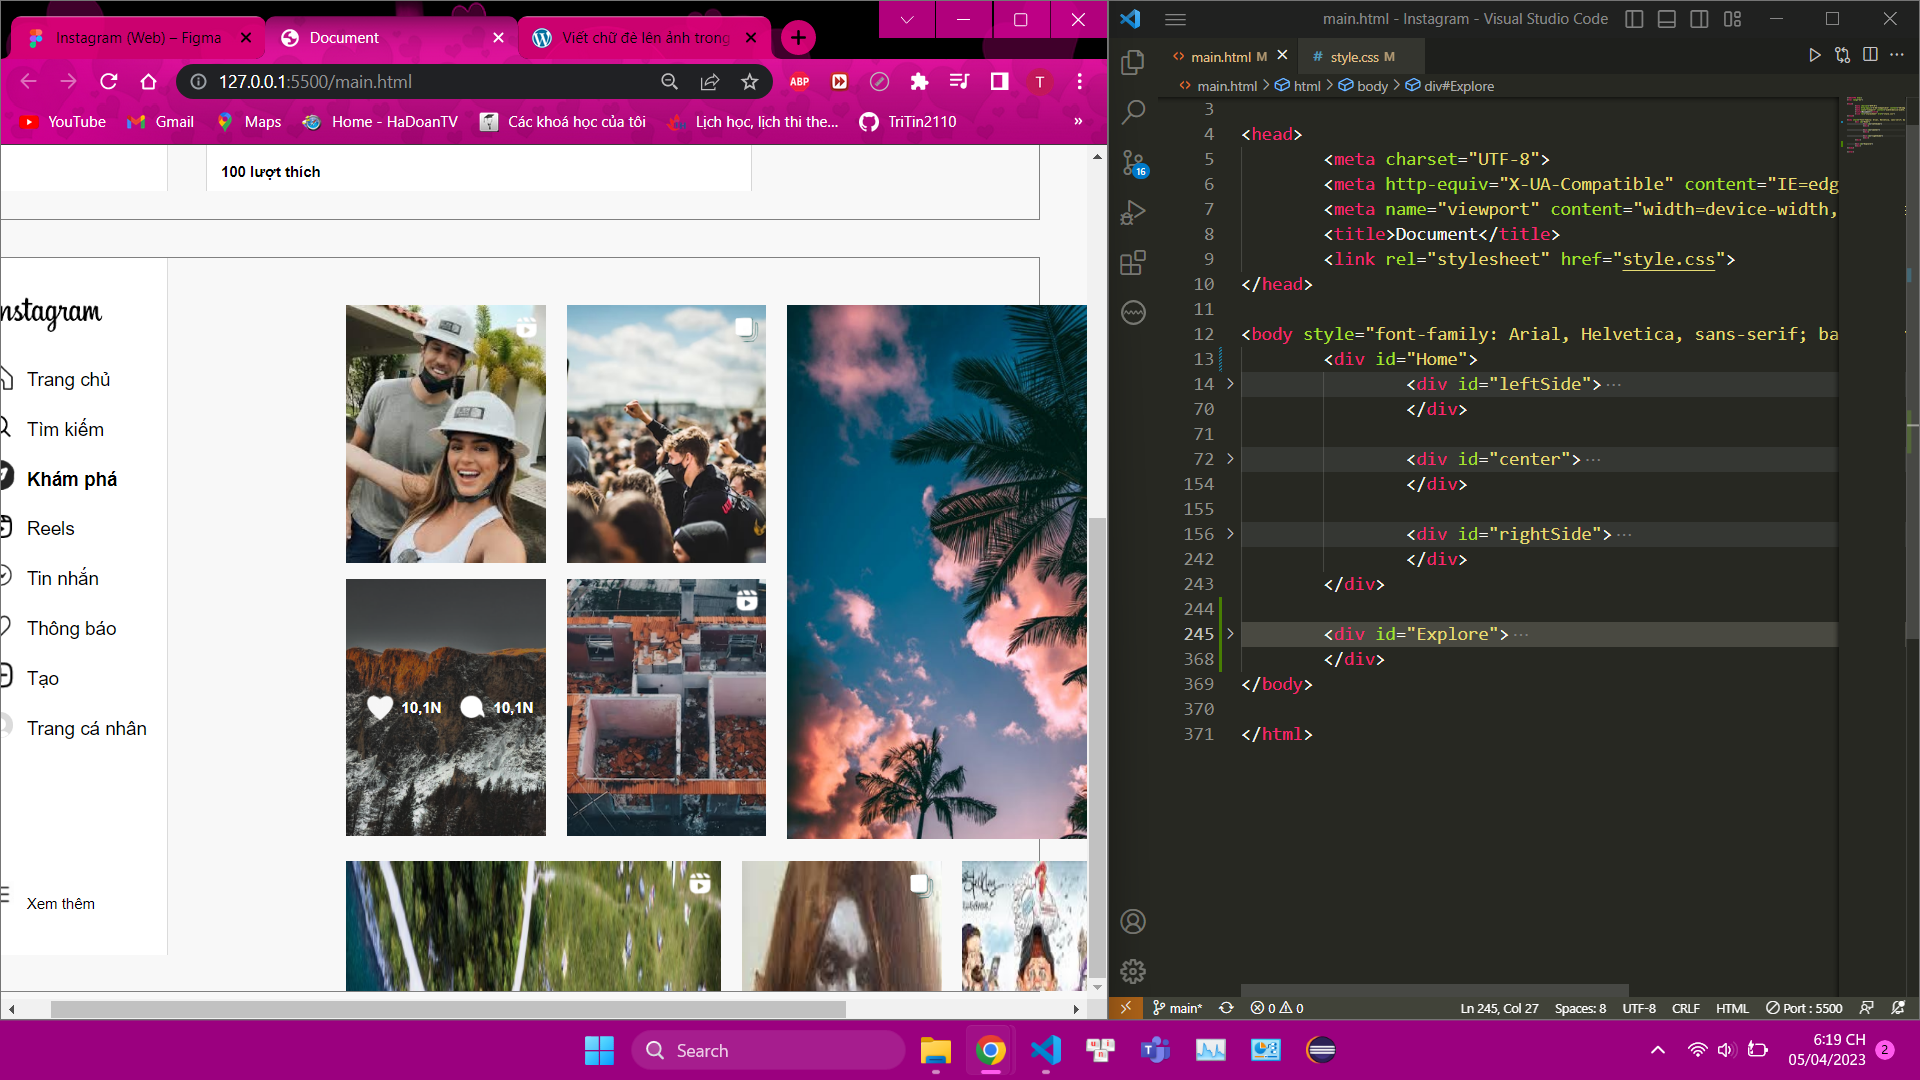 Instagram (Web) – Figma
Document
Viết chữ đè lên ảnh trong
127.0.0.1:5500/main.html
ABP
T
YouTube
Gmail
Maps
Home - HaDoanTV
Các khoá học của tôi
Lịch học, lịch thi the...
TriTin2110
»
100 lượt thích
nstagram
Trang chủ
Tìm kiếm
Khám phá
Reels
Tin nhắn
Thông báo
Tạo
Trang cá nhân
Xem thêm
10,1N
10,1N
main.html - Instagram - Visual Studio Code
main.html M
# style.css M
main.html > html > body > div#Explore
3
4 <head>
5 <meta charset="UTF-8">
6 <meta http-equiv="X-UA-Compatible" content="IE=edg
7 <meta name="viewport" content="width=device-width,
8 <title>Document</title>
9 <link rel="stylesheet" href="style.css">
10 </head>
11
12 <body style="font-family: Arial, Helvetica, sans-serif; ba
13 <div id="Home">
14 <div id="leftSide"> ...
70 </div>
71
72 <div id="center"> ...
154 </div>
155
156 <div id="rightSide"> ...
242 </div>
243 </div>
244
245 <div id="Explore"> ...
368 </div>
369 </body>
370
371 </html>
16
main*
0
0
Ln 245, Col 27
Spaces: 8
UTF-8
CRLF
HTML
Port : 5500
Search
6:19 CH
05/04/2023
2